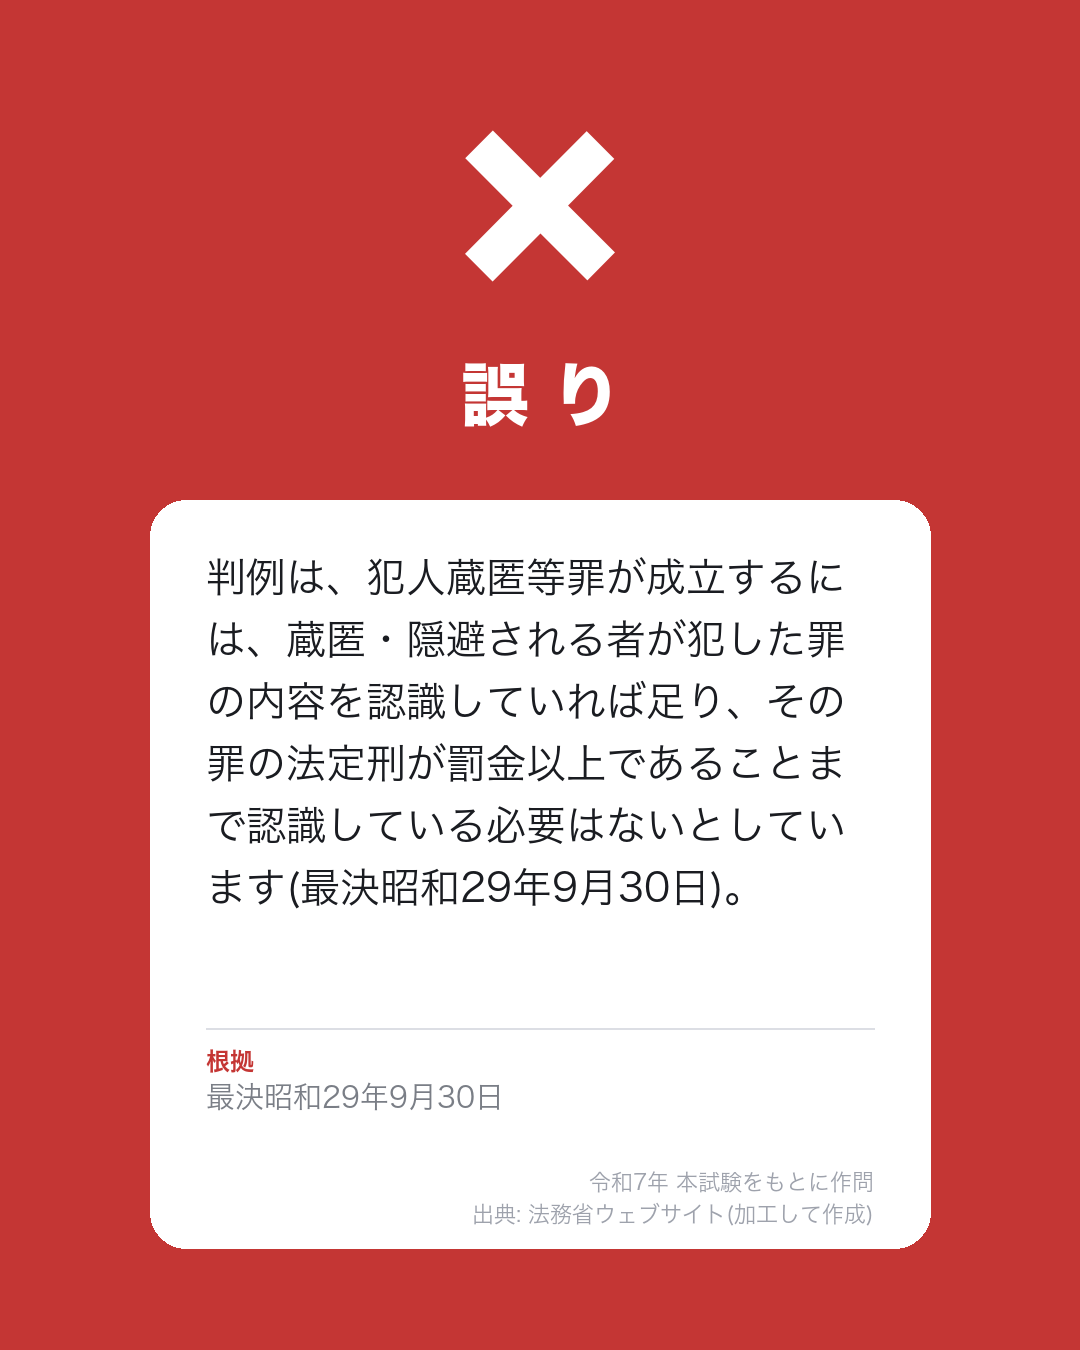 誤り
判例は、犯人蔵匿等罪が成立するに
は、蔵匿・隠避される者が犯した罪
の内容を認識していれば足り、その
罪の法定刑が罰金以上であることま
で認識している必要はないとしてい
ます(最決昭和29年9月30日)。
根拠
最決昭和29年9月30日
令和7年 本試験をもとに作問
出典: 法務省ウェブサイト(加工して作成)